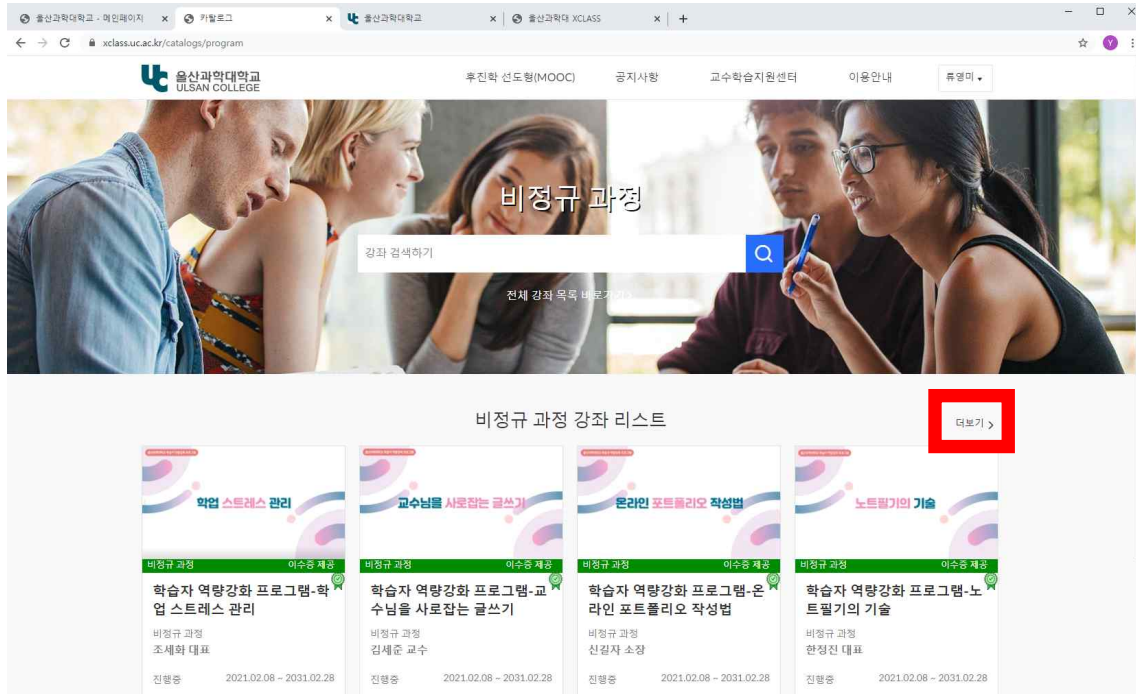 울산과학대학교 - 메인페이지
카탈로그
울산과학대학교
울산과학대 XCLASS
xclass.uc.ac.kr/catalogs/program
Y
Uc 울산과학대학교
ULSAN COLLEGE
후진학 선도형(MOOC)
공지사항
교수학습지원센터
이용안내
류영미
비정규 과정
강좌 검색하기
전체 강좌 목록 바로가기
비정규 과정 강좌 리스트
더보기 >
학업 스트레스 관리
비정규 과정 이수증 제공
학습자 역량강화 프로그램-학
업 스트레스 관리
비정규 과정
조세화 대표
진행중 2021.02.08 ~ 2031.02.28
교수님을 사로잡는 글쓰기
비정규 과정 이수증 제공
학습자 역량강화 프로그램-교
수님을 사로잡는 글쓰기
비정규 과정
김세준 교수
진행중 2021.02.08 ~ 2031.02.28
온라인 포트폴리오 작성법
비정규 과정 이수증 제공
학습자 역량강화 프로그램-온
라인 포트폴리오 작성법
비정규 과정
신길자 소장
진행중 2021.02.08 ~ 2031.02.28
노트필기의 기술
비정규 과정 이수증 제공
학습자 역량강화 프로그램-노
트필기의 기술
비정규 과정
한정진 대표
진행중 2021.02.08 ~ 2031.02.28